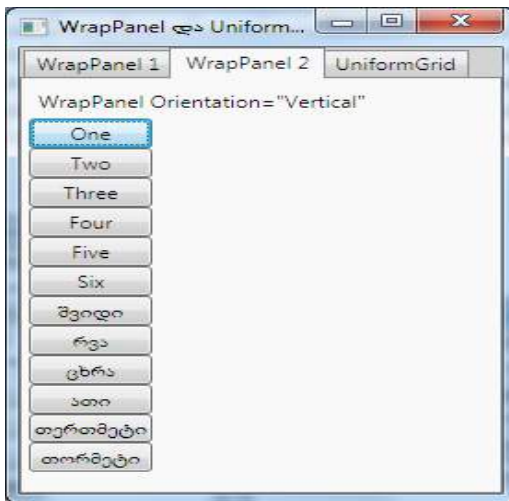 WrapPanel და Uniform...
WrapPanel 1 WrapPanel 2 UniformGrid
WrapPanel Orientation="Vertical"
One
Two
Three
Four
Five
Six
შვიდი
რვა
ცხრა
ათი
თერთმეტი
თორმეტი